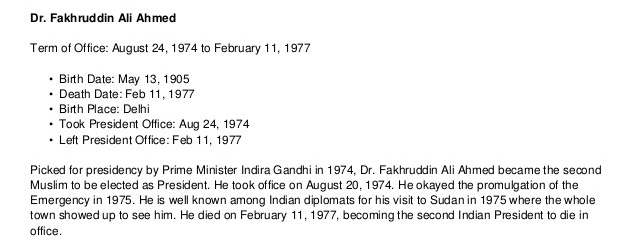 Dr. Fakhruddin Ali Ahmed
Term of Office: August 24, 1974 to February 11, 1977
• Birth Date: May 13, 1905
• Death Date: Feb 11, 1977
• Birth Place: Delhi
• Took President Office: Aug 24, 1974
• Left President Office: Feb 11, 1977
Picked for presidency by Prime Minister Indira Gandhi in 1974, Dr. Fakhruddin Ali Ahmed became the second
Muslim to be elected as President. He took office on August 20, 1974. He okayed the promulgation of the
Emergency in 1975. He is well known among Indian diplomats for his visit to Sudan in 1975 where the whole
town showed up to see him. He died on February 11, 1977, becoming the second Indian President to die in
office.